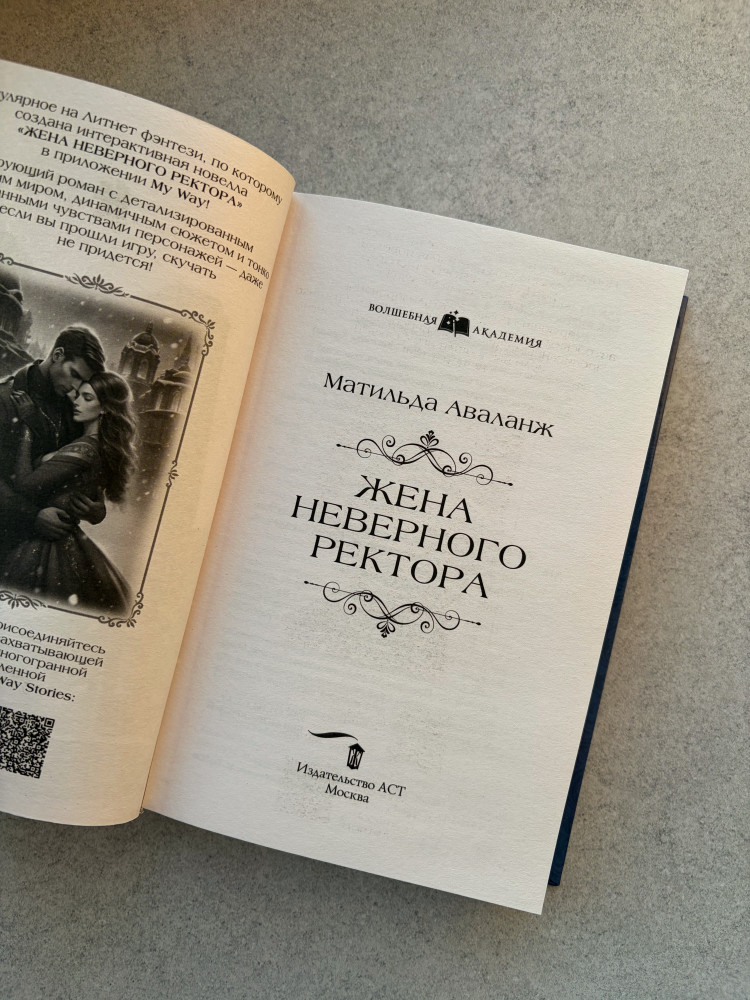 улярное на Литнет фэнтези, по которому
создана интерактивная новелла
«ЖЕНА НЕВЕРНОГО РЕКТОРА»
в приложении My Way!
рующий роман с детализированным
м миром, динамичным сюжетом и тонко
нными чувствами персонажей — даже
если вы прошли игру, скучать
не придется!
рисоединяйтесь
ахватывающей
ногогранной
ленной
Way Stories:
ВОЛШЕБНАЯ АКАДЕМИЯ
Матильда Аваланж
ЖЕНА
НЕВЕРНОГО
РЕКТОРА
Издательство АСТ
Москва